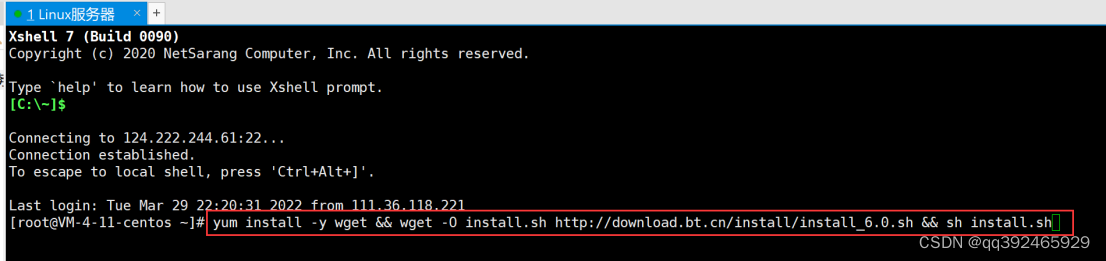 1 Linux服务器 × +
Xshell 7 (Build 0090)
Copyright (c) 2020 NetSarang Computer, Inc. All rights reserved.
Type `help' to learn how to use Xshell prompt.
[C:\~]$
Connecting to 124.222.244.61:22...
Connection established.
To escape to local shell, press 'Ctrl+Alt+]'.
Last login: Tue Mar 29 22:20:31 2022 from 111.36.118.221
[root@VM-4-11-centos ~]# yum install -y wget && wget -O install.sh http://download.bt.cn/install/install_6.0.sh && sh install.sh
CSDN @qq392465929